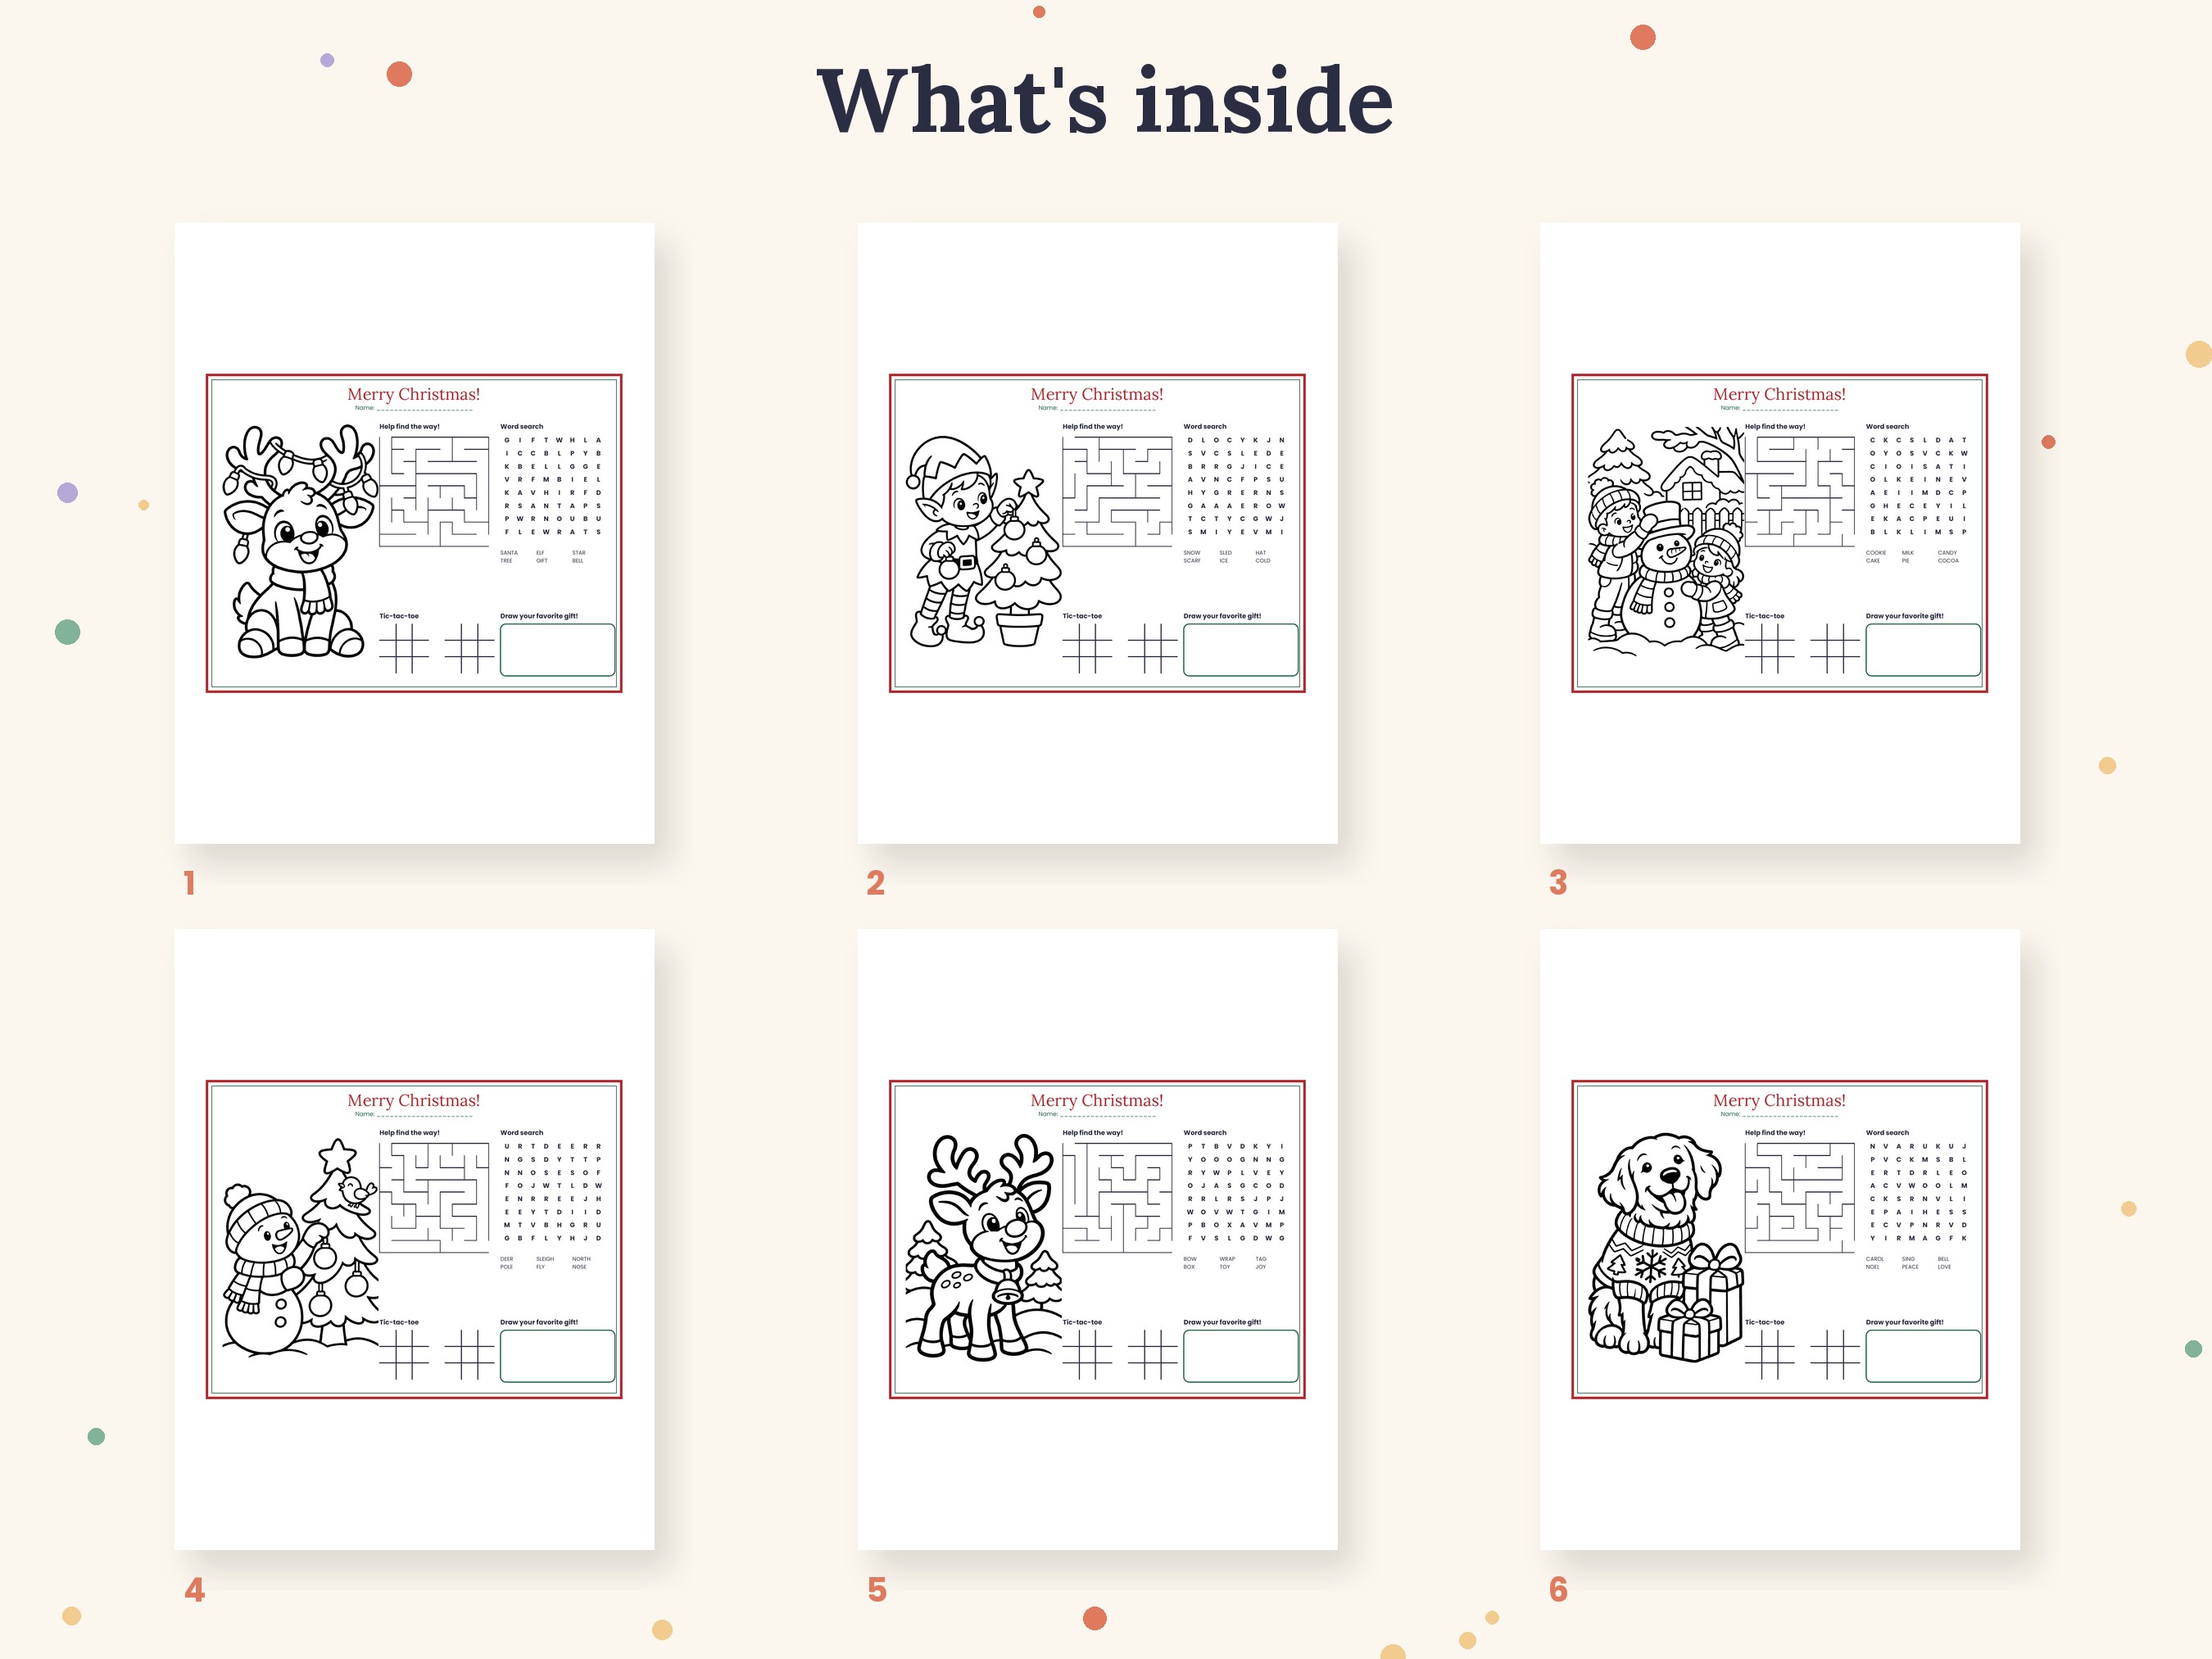 What's inside
Merry Christmas!
Name:
Help find the way!
Word search
G I F T W H L A
I C C B L P Y B
K B E L L G G E
V R F M B I E L
K A V H I R F D
R S A N T A P S
P W R N O U B U
F L E W R A T S
SANTA ELF STAR
TREE GIFT BELL
Tic-tac-toe
Draw your favorite gift!
1
Merry Christmas!
Name:
Help find the way!
Word search
D L O C Y K J N
S V C S L E D E
B R R G J I C E
A V N C F P S U
H Y G R E R N S
G A A A E R O W
T C T Y C G W J
S M I Y E V M I
SNOW SLED HAT
SCARF ICE COLD
Tic-tac-toe
Draw your favorite gift!
2
Merry Christmas!
Name:
Help find the way!
Word search
C K C S L D A T
O Y O S V C K W
C I O I S A T I
O L K E I N E V
A E I I M D C P
G H E C E Y I L
E K A C P E U I
B L K L I M S P
COOKIE MILK CANDY
CAKE PIE COCOA
Tic-tac-toe
Draw your favorite gift!
3
Merry Christmas!
Name:
Help find the way!
Word search
U R T D E E R R
N G S D Y T T P
N N O S E S O F
F O J W T L D W
E N R R E E J H
E E Y T D I I D
M T V B H G R U
G B F L Y H J D
DEER SLEIGH NORTH
POLE FLY NOSE
Tic-tac-toe
Draw your favorite gift!
4
Merry Christmas!
Name:
Help find the way!
Word search
P T B V D K Y I
Y O O O G N N G
R Y W P L V E Y
O J A S G C O D
R R L R S J P J
W O V W T G I M
P B O X A V M P
F V S L G D W G
BOW WRAP TAG
BOX TOY JOY
Tic-tac-toe
Draw your favorite gift!
5
Merry Christmas!
Name:
Help find the way!
Word search
N V A R U K U J
P V C K M S B L
E R T D R L E O
A C V W O O L M
C K S R N V L I
E P A I H E S S
E C V P N R V D
Y I R M A G F K
CAROL SING BELL
NOEL PEACE LOVE
Tic-tac-toe
Draw your favorite gift!
6